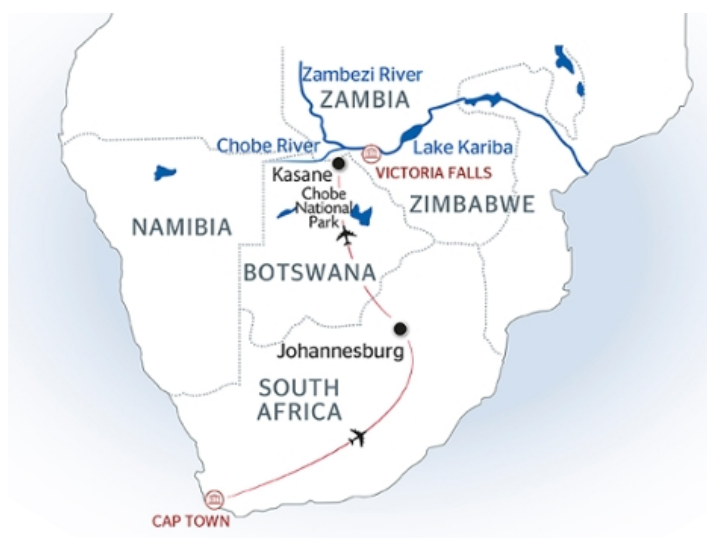 Zambezi River
ZAMBIA
Chobe River
Lake Kariba
Kasane
VICTORIA FALLS
Chobe
National
Park
ZIMBABWE
NAMIBIA
BOTSWANA
Johannesburg
SOUTH
AFRICA
CAP TOWN